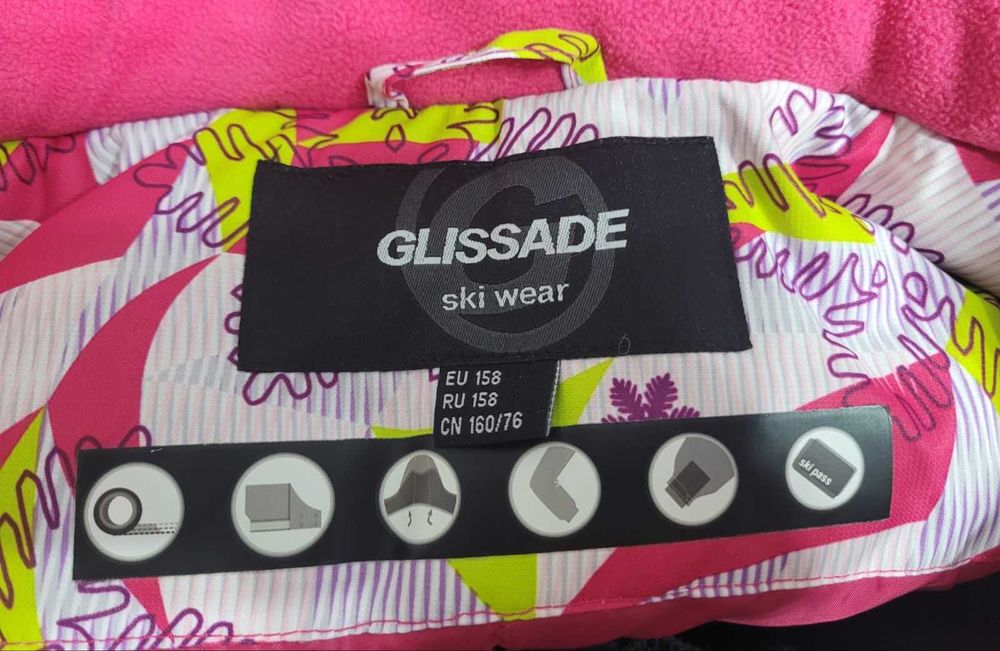 GLISSADE
ski wear
EU 158
RU 158
CN 160/76
ski pass